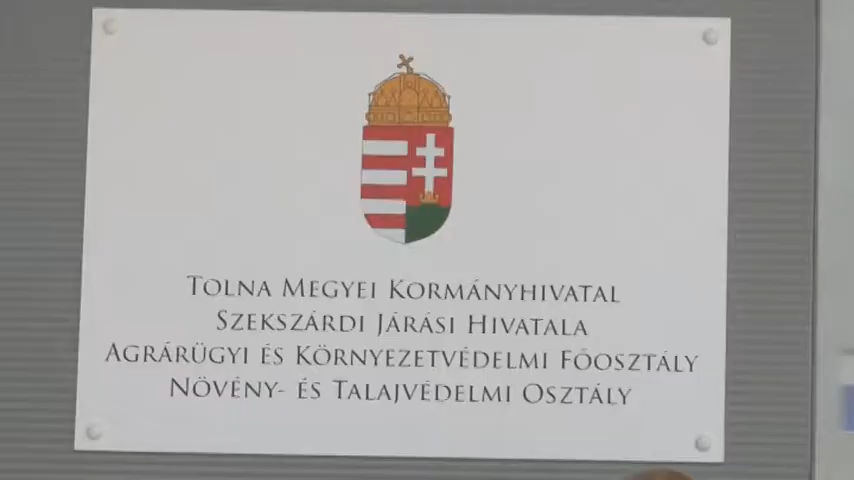 Tolna Megyei Kormányhivatal
Szekszárdi Járási Hivatala
Agrárügyi és Környezetvédelmi Főosztály
Növény- és Talajvédelmi Osztály